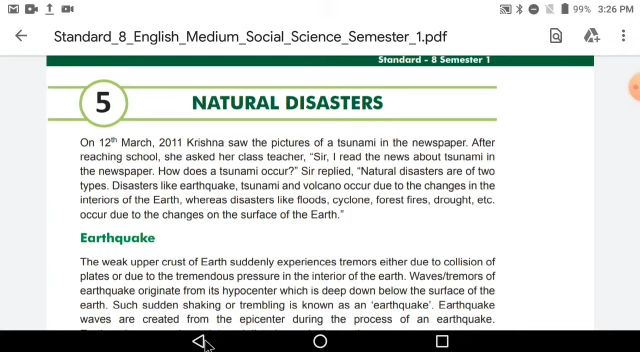 99% 3:26 PM
Standard_8_English_Medium_Social_Science_Semester_1.pdf
Standard - 8 Semester 1
5 NATURAL DISASTERS
On 12th March, 2011 Krishna saw the pictures of a tsunami in the newspaper. After
reaching school, she asked her class teacher, “Sir, I read the news about tsunami in
the newspaper. How does a tsunami occur?” Sir replied, “Natural disasters are of two
types. Disasters like earthquake, tsunami and volcano occur due to the changes in the
interiors of the Earth, whereas disasters like floods, cyclone, forest fires, drought, etc.
occur due to the changes on the surface of the Earth.”
Earthquake
The weak upper crust of Earth suddenly experiences tremors either due to collision of
plates or due to the tremendous pressure in the interior of the earth. Waves/tremors of
earthquake originate from its hypocenter which is deep down below the surface of the
earth. Such sudden shaking or trembling is known as an ‘earthquake’. Earthquake
waves are created from the epicenter during the process of an earthquake.